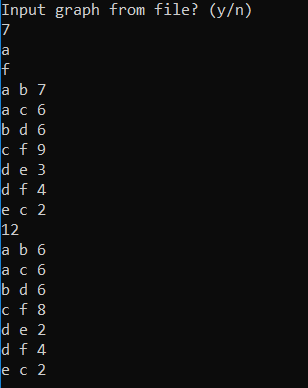 Input graph from file? (y/n)
7
a
f
a b 7
a c 6
b d 6
c f 9
d e 3
d f 4
e c 2
12
a b 6
a c 6
b d 6
c f 8
d e 2
d f 4
e c 2